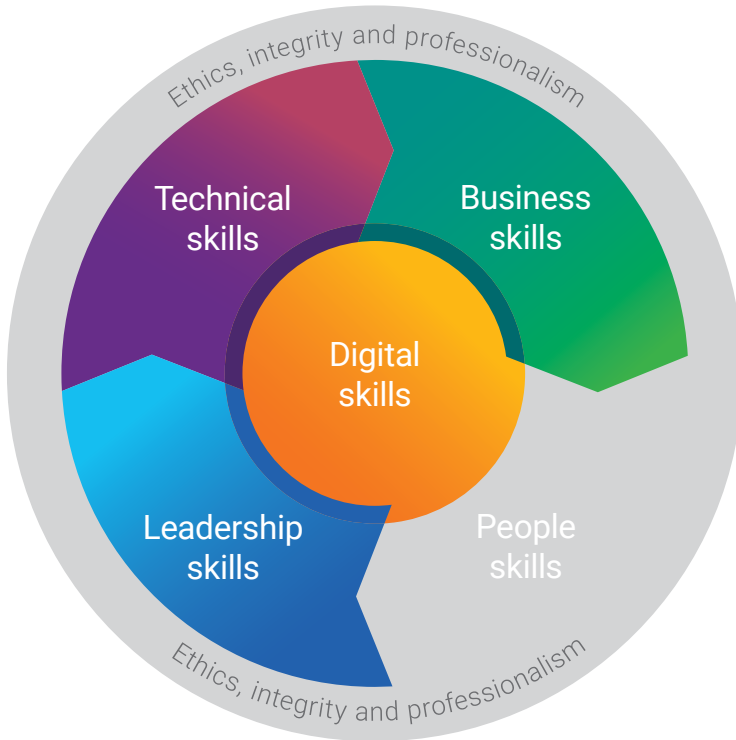 Ethics, integrity and professionalism
Technical
skills
Business
skills
Digital
skills
Leadership
skills
People
skills
Ethics, integrity and professionalism